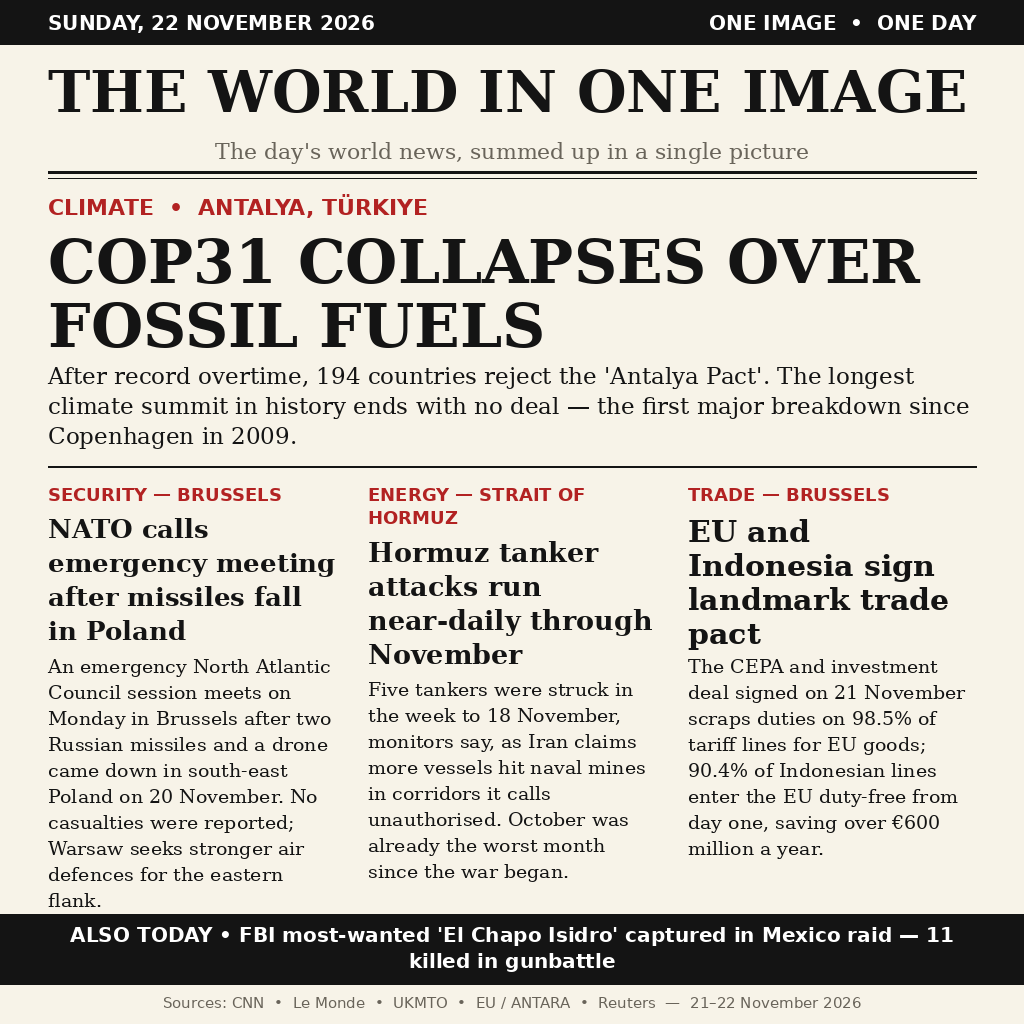 SUNDAY, 22 NOVEMBER 2026
ONE IMAGE • ONE DAY
THE WORLD IN ONE IMAGE
The day's world news, summed up in a single picture
CLIMATE • ANTALYA, TÜRKIYE
COP31 COLLAPSES OVER
FOSSIL FUELS
After record overtime, 194 countries reject the 'Antalya Pact'. The longest
climate summit in history ends with no deal — the first major breakdown since
Copenhagen in 2009.
SECURITY — BRUSSELS
NATO calls
emergency meeting
after missiles fall
in Poland
An emergency North Atlantic
Council session meets on
Monday in Brussels after two
Russian missiles and a drone
came down in south-east
Poland on 20 November. No
casualties were reported;
Warsaw seeks stronger air
defences for the eastern
flank.
ENERGY — STRAIT OF
HORMUZ
Hormuz tanker
attacks run
near-daily through
November
Five tankers were struck in
the week to 18 November,
monitors say, as Iran claims
more vessels hit naval mines
in corridors it calls
unauthorised. October was
already the worst month
since the war began.
TRADE — BRUSSELS
EU and
Indonesia sign
landmark trade
pact
The CEPA and investment
deal signed on 21 November
scraps duties on 98.5% of
tariff lines for EU goods;
90.4% of Indonesian lines
enter the EU duty-free from
day one, saving over €600
million a year.
ALSO TODAY • FBI most-wanted 'El Chapo Isidro' captured in Mexico raid — 11
killed in gunbattle
Sources: CNN • Le Monde • UKMTO • EU / ANTARA • Reuters — 21–22 November 2026